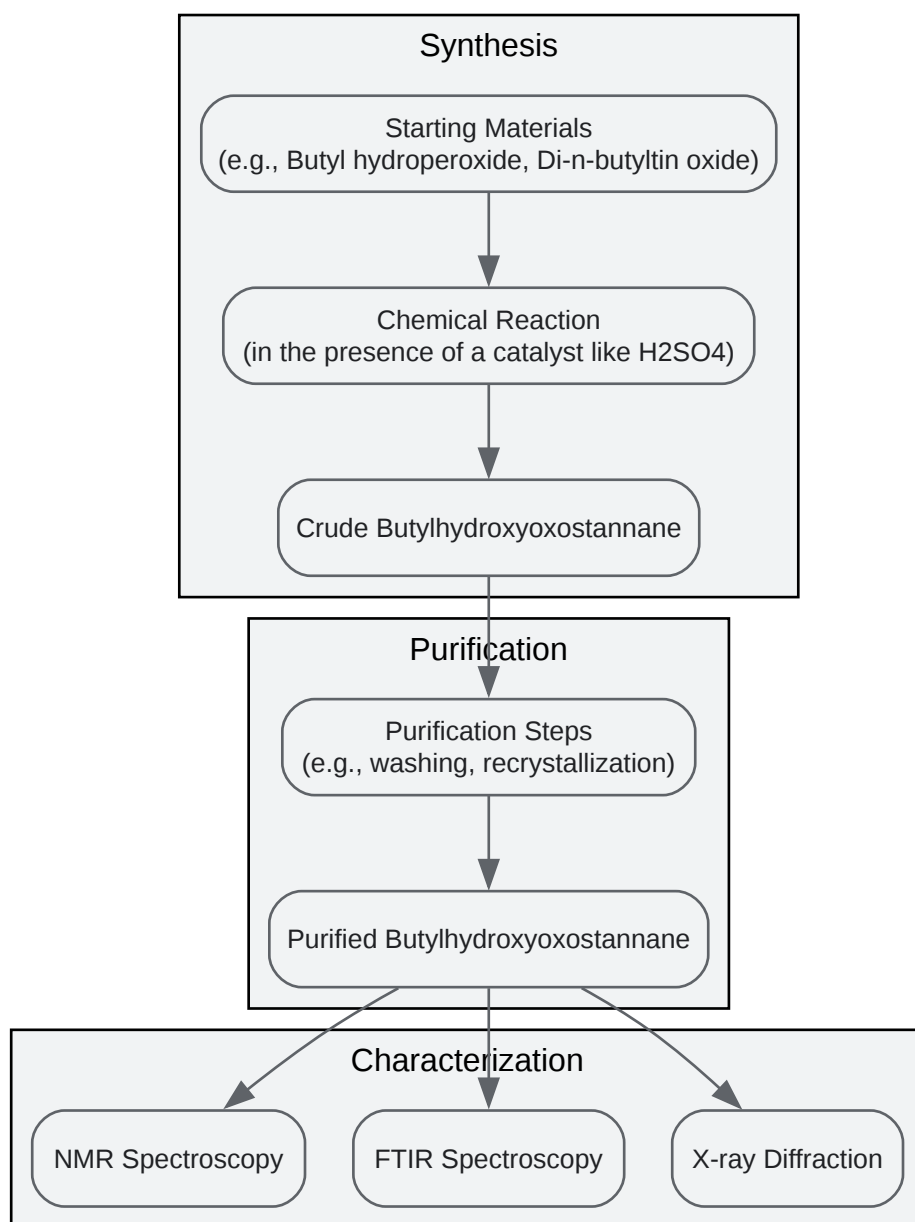 Synthesis
Starting Materials
(e.g., Butyl hydroperoxide, Di-n-butyltin oxide)
Chemical Reaction
(in the presence of a catalyst like H2SO4)
Crude Butylhydroxyoxostannane
Purification
Purification Steps
(e.g., washing, recrystallization)
Purified Butylhydroxyoxostannane
Characterization
NMR Spectroscopy
FTIR Spectroscopy
X-ray Diffraction